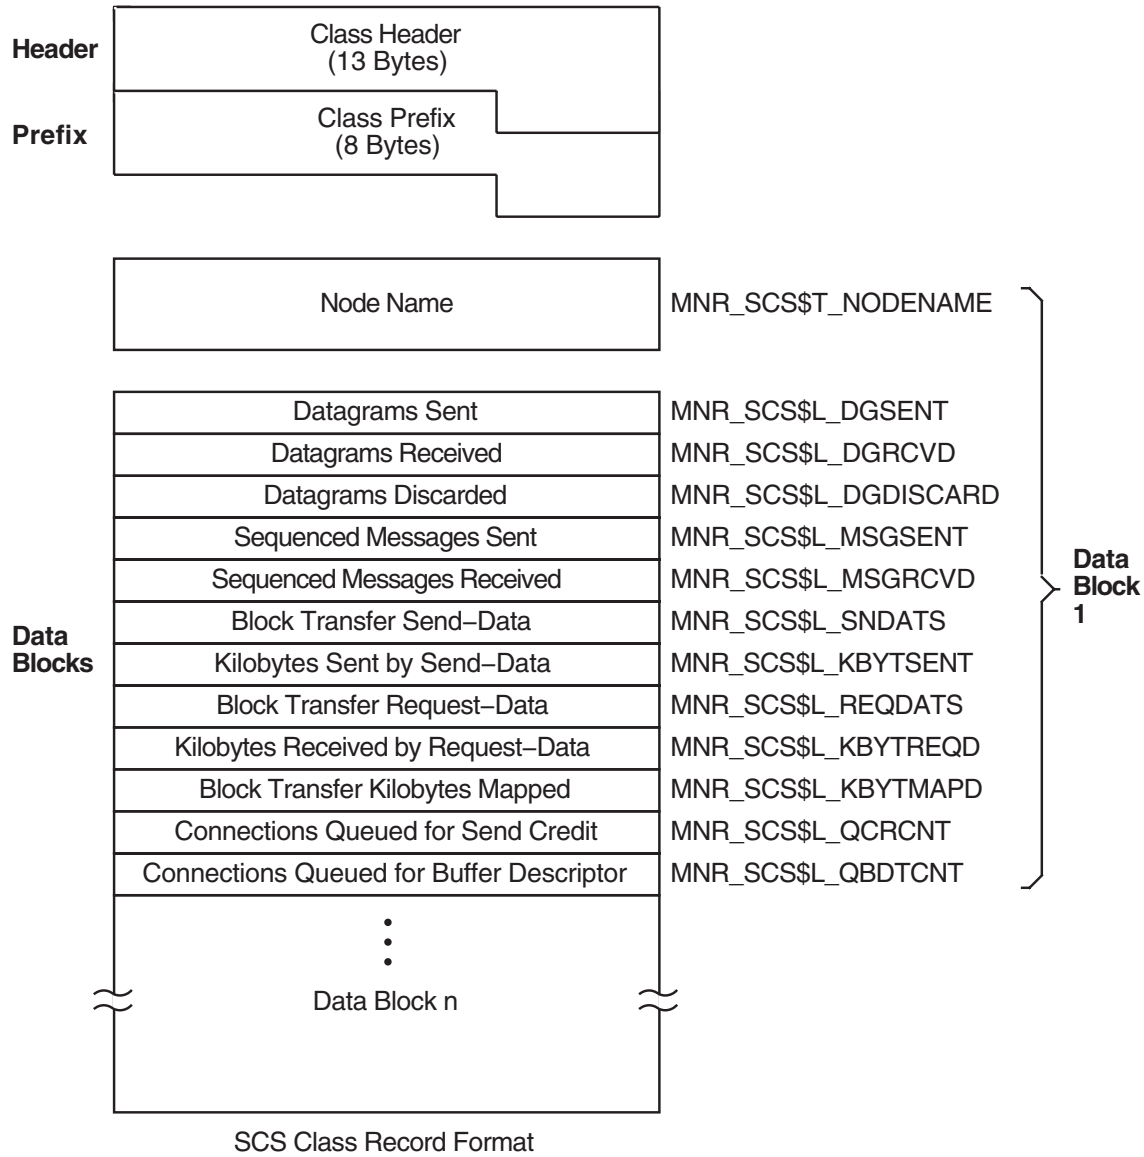 Header
Class Header
(13 Bytes)
Prefix
Class Prefix
(8 Bytes)
Node Name
MNR_SCS$T_NODENAME
Datagrams Sent
MNR_SCS$L_DGSENT
Datagrams Received
MNR_SCS$L_DGRCVD
Datagrams Discarded
MNR_SCS$L_DGDISCARD
Sequenced Messages Sent
MNR_SCS$L_MSGSENT
Sequenced Messages Received
MNR_SCS$L_MSGRCVD
Data
Block
1
Block Transfer Send–Data
MNR_SCS$L_SNDATS
Data
Blocks
Kilobytes Sent by Send–Data
MNR_SCS$L_KBYTSENT
Block Transfer Request–Data
MNR_SCS$L_REQDATS
Kilobytes Received by Request–Data
MNR_SCS$L_KBYTREQD
Block Transfer Kilobytes Mapped
MNR_SCS$L_KBYTMAPD
Connections Queued for Send Credit
MNR_SCS$L_QCRCNT
Connections Queued for Buffer Descriptor
MNR_SCS$L_QBDTCNT
Data Block n
SCS Class Record Format